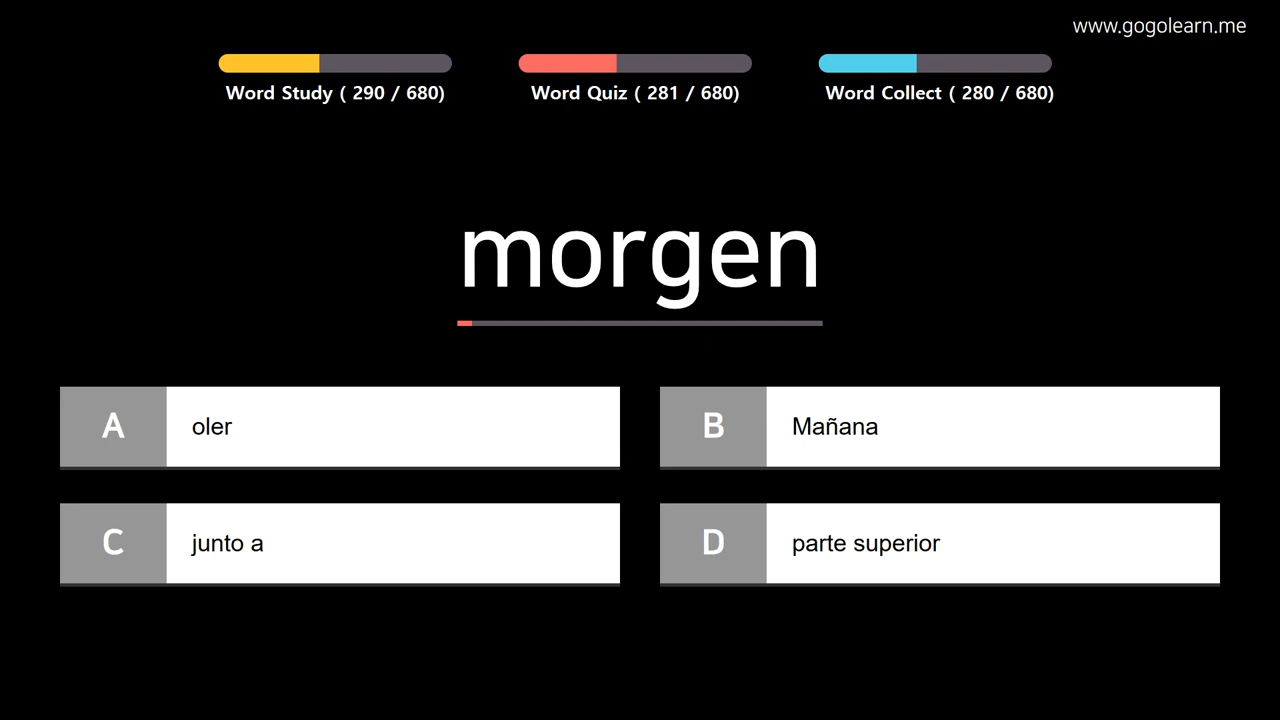 www.gogolearn.me
Word Study ( 290 / 680)
Word Quiz ( 281 / 680)
Word Collect ( 280 / 680)
morgen
A
oler
B
Mañana
C
junto a
D
parte superior